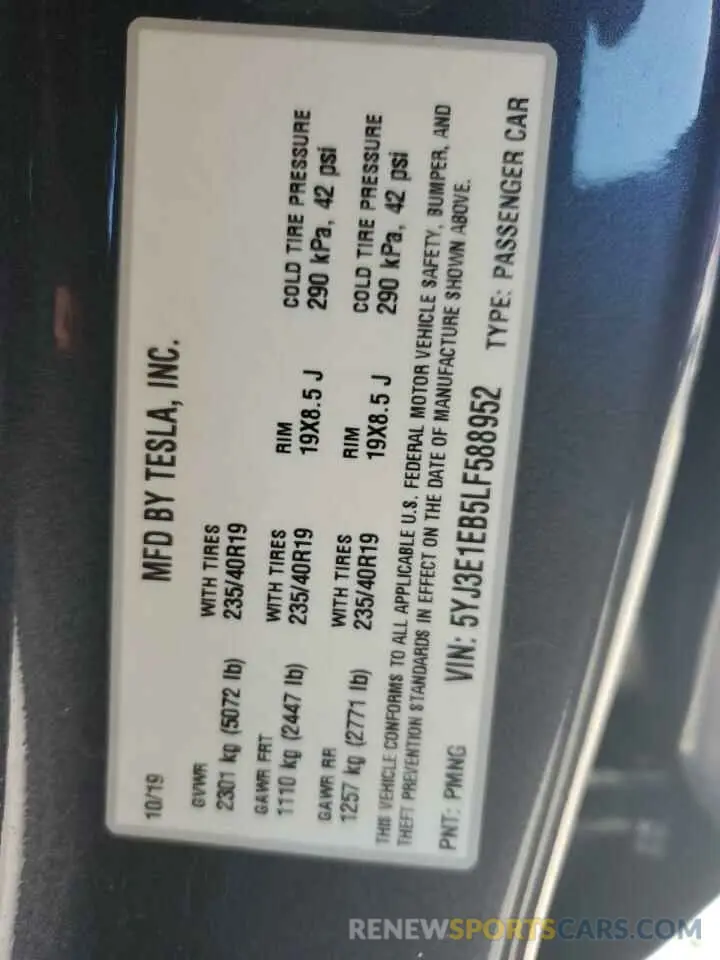 MFD BY TESLA, INC.
10/19
GVWR
2301 kg (5072 lb)
WITH TIRES
235/40R19
GAWR FRT
1110 kg (2447 lb)
WITH TIRES
235/40R19
RIM
19X8.5 J
COLD TIRE PRESSURE
290 kPa, 42 psi
GAWR RR
1257 kg (2771 lb)
WITH TIRES
235/40R19
RIM
19X8.5 J
COLD TIRE PRESSURE
290 kPa, 42 psi
THIS VEHICLE CONFORMS TO ALL APPLICABLE U.S. FEDERAL MOTOR VEHICLE SAFETY, BUMPER, AND
THEFT PREVENTION STANDARDS IN EFFECT ON THE DATE OF MANUFACTURE SHOWN ABOVE.
PNT: PMNG VIN: 5YJ3E1EB5LF588952 TYPE: PASSENGER CAR
RENEWSPORTSCARS.COM